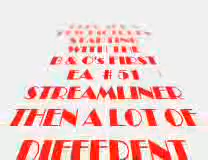 STARTING
WITH THE
B & O'S FIRST
EA # 51
STREAMLINER
THEN A LOT OF
DIFFERENT